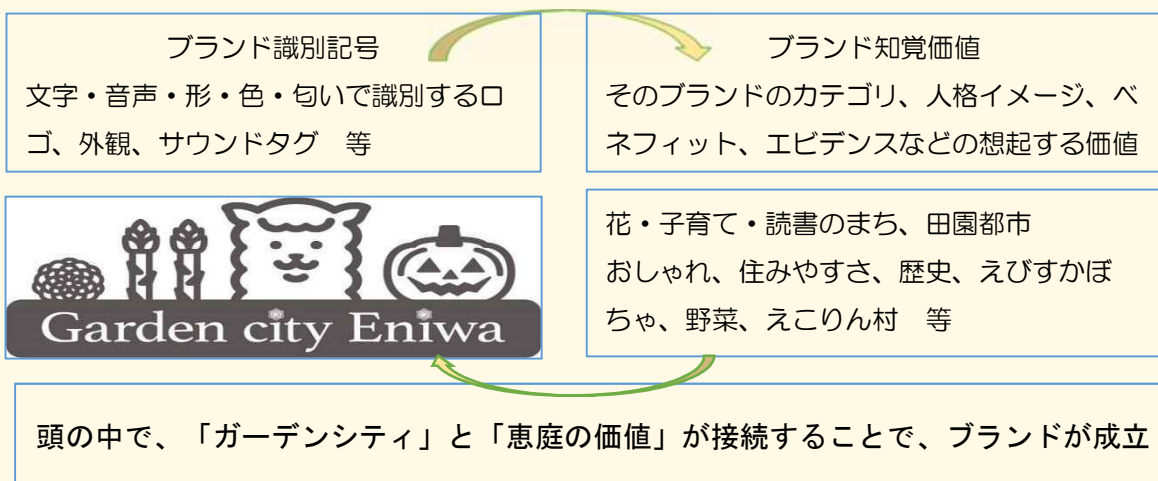 ブランド識別記号
文字・音声・形・色・匂いで識別するロ
ゴ、外観、サウンドタグ　等
ブランド知覚価値
そのブランドのカテゴリ、人格イメージ、ベ
ネフィット、エビデンスなどの想起する価値
Garden city Eniwa
花・子育て・読書のまち、田園都市
おしゃれ、住みやすさ、歴史、えびすかぼ
ちゃ、野菜、えこりん村　等
頭の中で、「ガーデンシティ」と「恵庭の価値」が接続することで、ブランドが成立